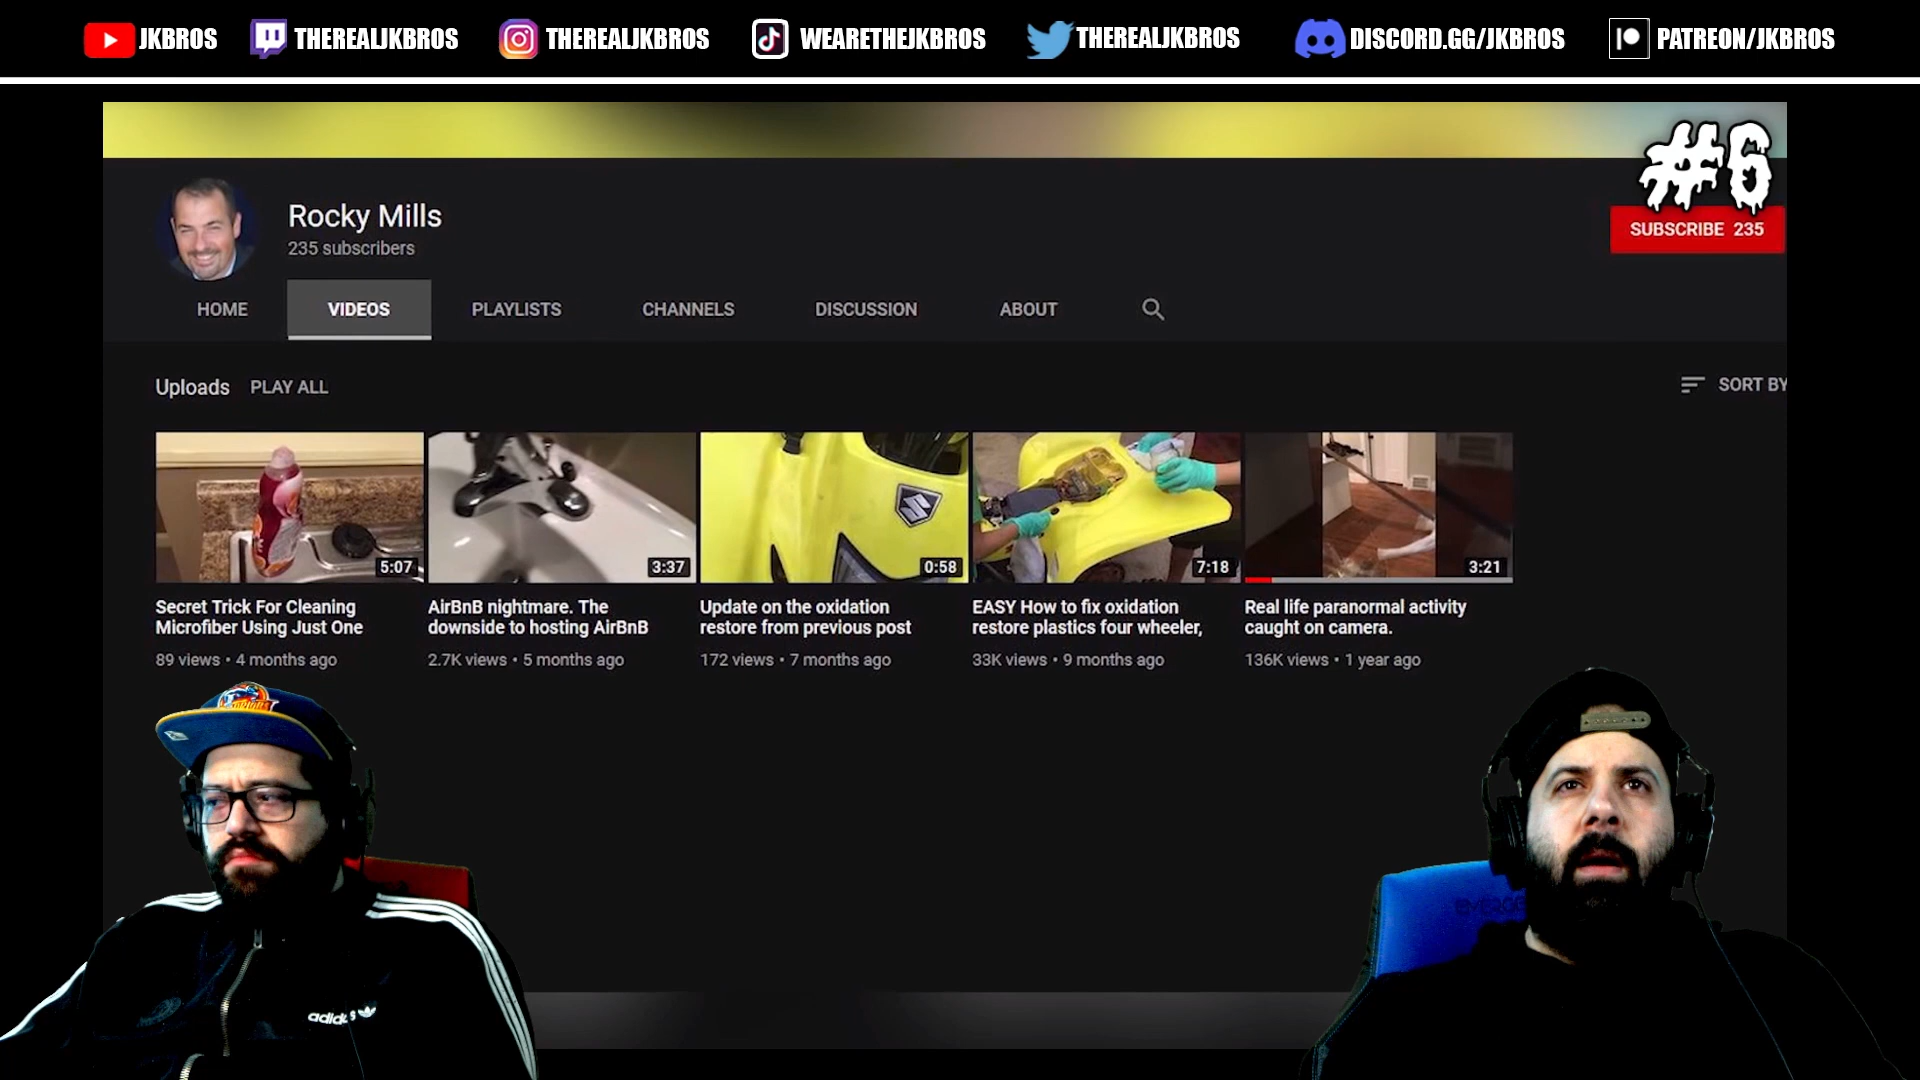 JKBROS THEREALJKBROS THEREALJKBROS WEARETHEJKBROS THEREALJKBROS DISCORD.GG/JKBROS PATREON/JKBROS
#6
Rocky Mills
235 subscribers
SUBSCRIBE 235
HOME VIDEOS PLAYLISTS CHANNELS DISCUSSION ABOUT
Uploads PLAY ALL SORT BY
5:07 3:37 0:58 7:18 3:21
Secret Trick For Cleaning
Microfiber Using Just One
89 views • 4 months ago
AirBnB nightmare. The
downside to hosting AirBnB
2.7K views • 5 months ago
Update on the oxidation
restore from previous post
172 views • 7 months ago
EASY How to fix oxidation
restore plastics four wheeler,
33K views • 9 months ago
Real life paranormal activity
caught on camera.
136K views • 1 year ago
adidas